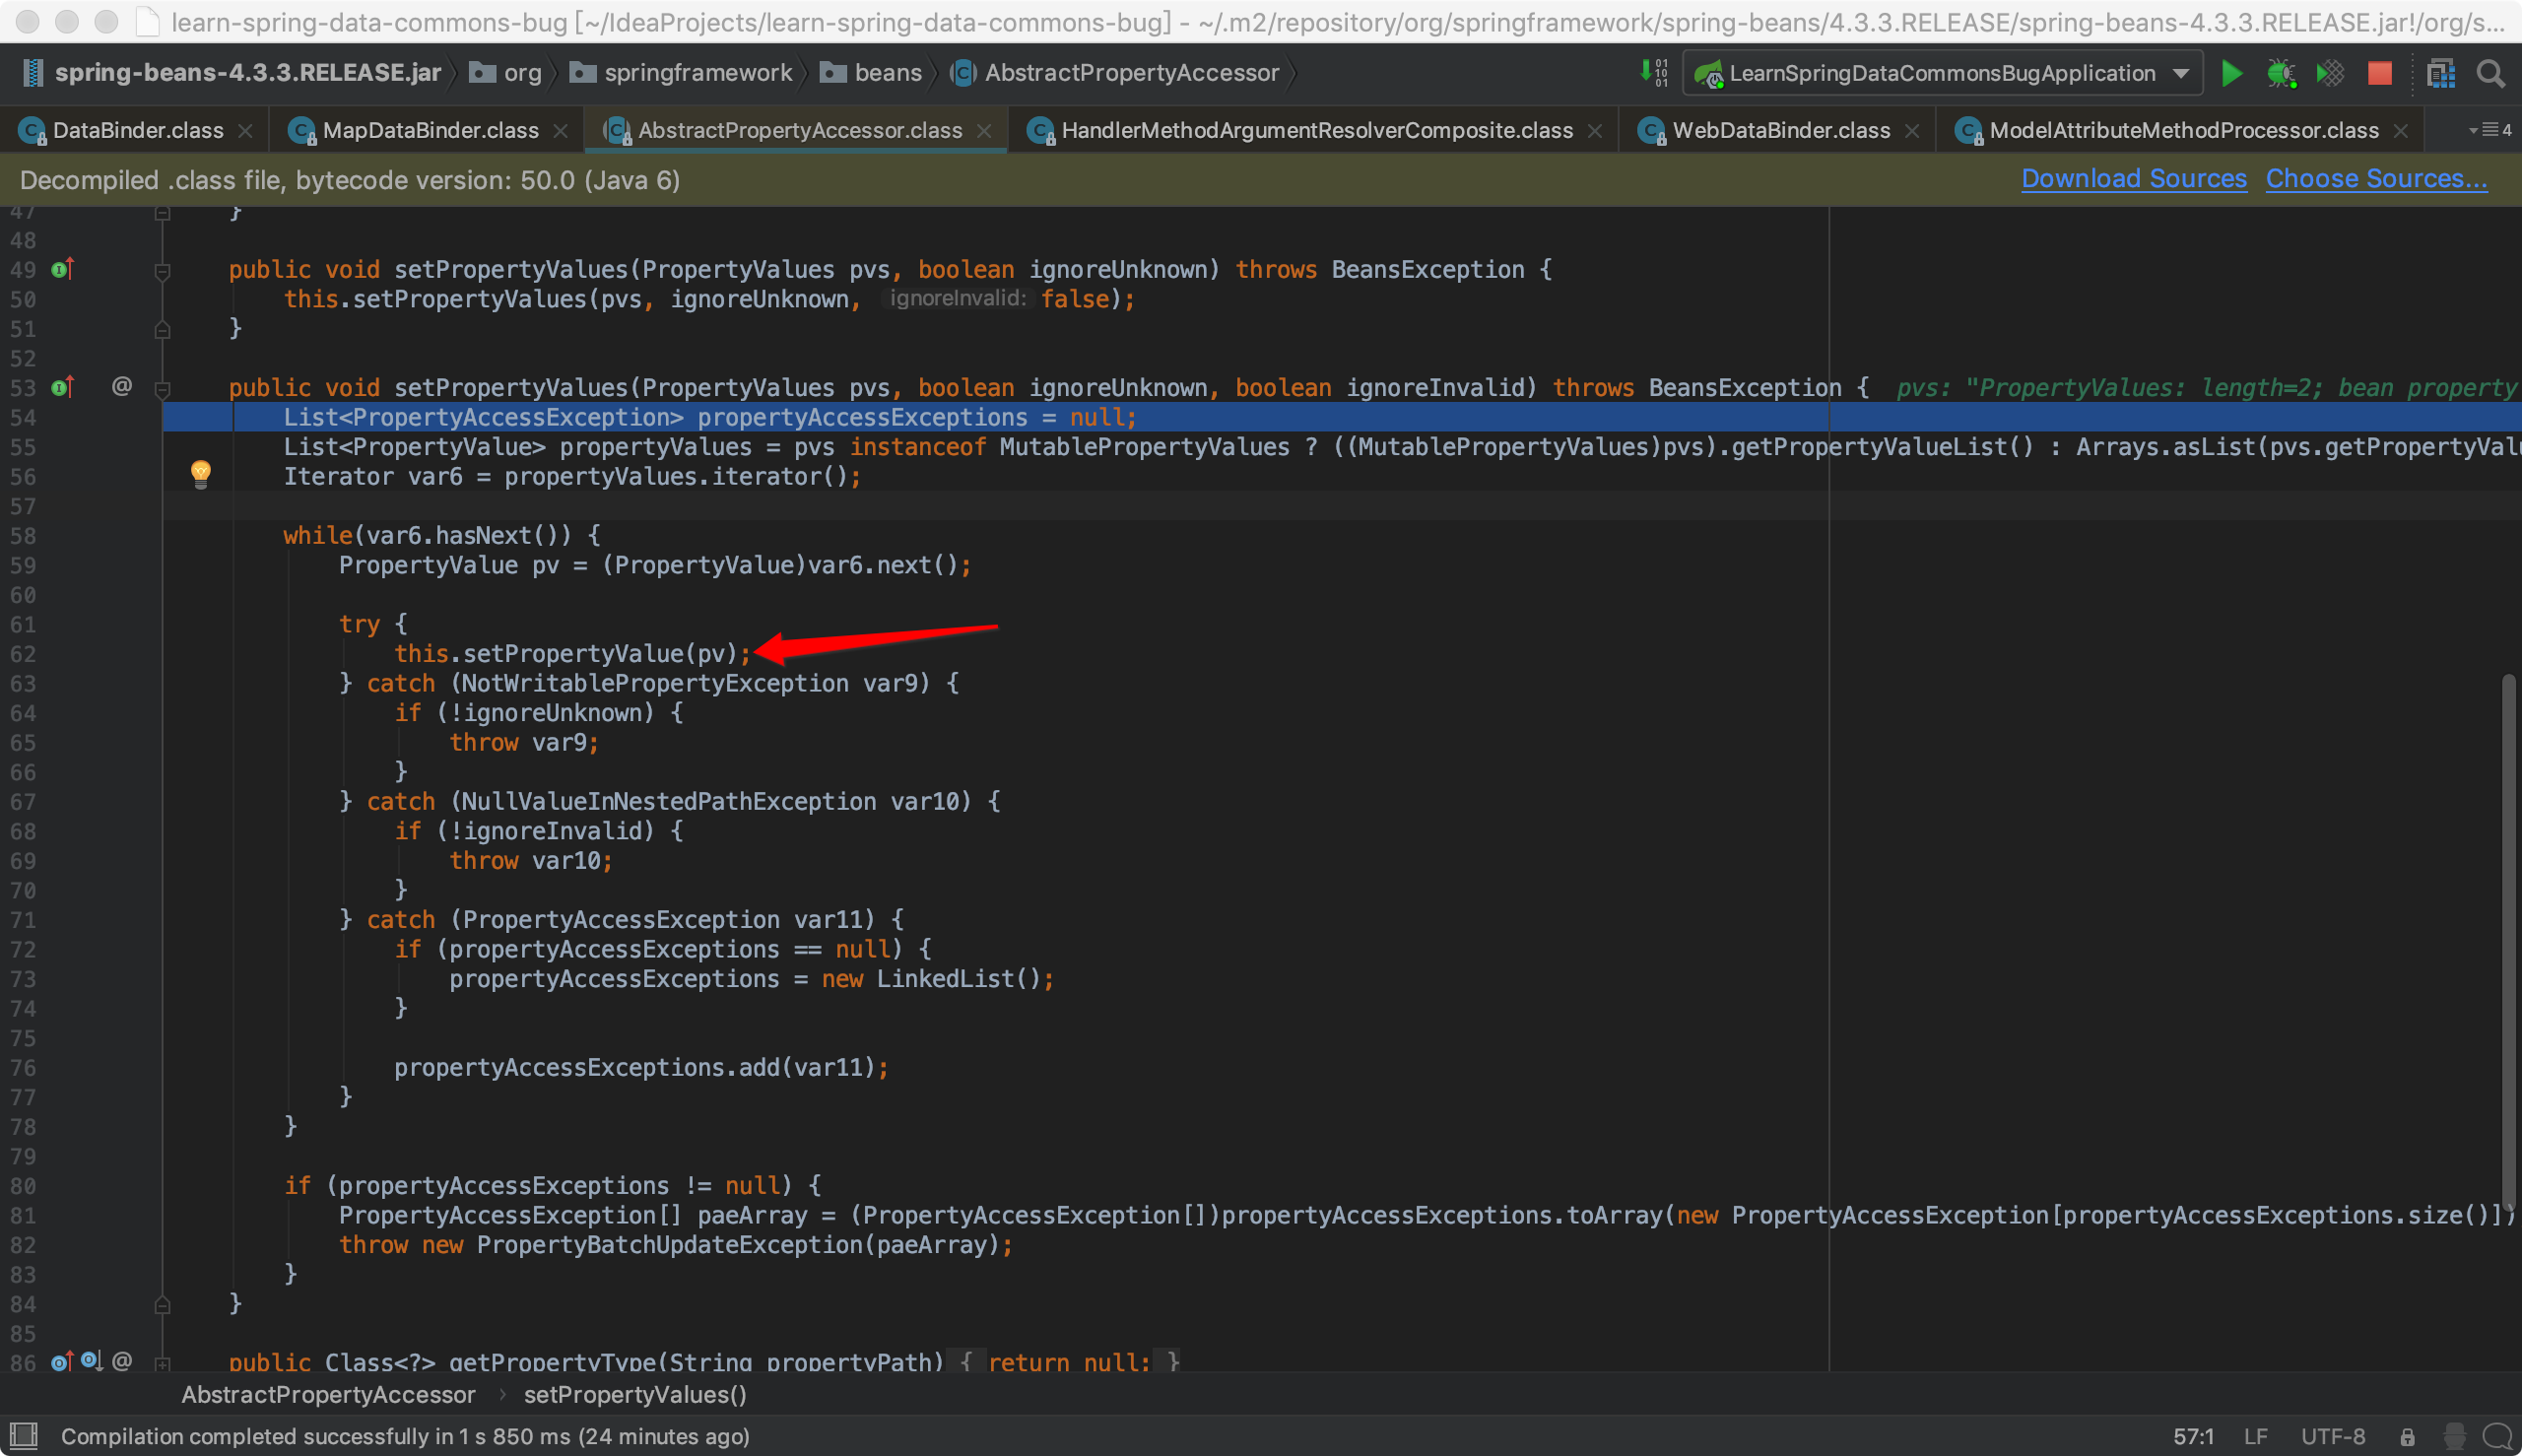 learn-spring-data-commons-bug [~/IdeaProjects/learn-spring-data-commons-bug] - ~/.m2/repository/org/springframework/spring-beans/4.3.3.RELEASE/spring-beans-4.3.3.RELEASE.jar!/org/s...
spring-beans-4.3.3.RELEASE.jar org springframework beans AbstractPropertyAccessor LearnSpringDataCommonsBugApplication
DataBinder.class MapDataBinder.class AbstractPropertyAccessor.class HandlerMethodArgumentResolverComposite.class WebDataBinder.class ModelAttributeMethodProcessor.class 4
Decompiled .class file, bytecode version: 50.0 (Java 6) Download Sources Choose Sources...
47 }
48
49 public void setPropertyValues(PropertyValues pvs, boolean ignoreUnknown) throws BeansException {
50 this.setPropertyValues(pvs, ignoreUnknown, ignoreInvalid: false);
51 }
52
53 @ public void setPropertyValues(PropertyValues pvs, boolean ignoreUnknown, boolean ignoreInvalid) throws BeansException { pvs: "PropertyValues: length=2; bean property
54 List<PropertyAccessException> propertyAccessExceptions = null;
55 List<PropertyValue> propertyValues = pvs instanceof MutablePropertyValues ? ((MutablePropertyValues)pvs).getPropertyValueList() : Arrays.asList(pvs.getPropertyValu
56 Iterator var6 = propertyValues.iterator();
57
58 while(var6.hasNext()) {
59 PropertyValue pv = (PropertyValue)var6.next();
60
61 try {
62 this.setPropertyValue(pv);
63 } catch (NotWritablePropertyException var9) {
64 if (!ignoreUnknown) {
65 throw var9;
66 }
67 } catch (NullValueInNestedPathException var10) {
68 if (!ignoreInvalid) {
69 throw var10;
70 }
71 } catch (PropertyAccessException var11) {
72 if (propertyAccessExceptions == null) {
73 propertyAccessExceptions = new LinkedList();
74 }
75
76 propertyAccessExceptions.add(var11);
77 }
78 }
79
80 if (propertyAccessExceptions != null) {
81 PropertyAccessException[] paeArray = (PropertyAccessException[])propertyAccessExceptions.toArray(new PropertyAccessException[propertyAccessExceptions.size()])
82 throw new PropertyBatchUpdateException(paeArray);
83 }
84 }
85
86 @ public Class<?> getPropertyType(String propertyPath) { return null; }
AbstractPropertyAccessor setPropertyValues()
Compilation completed successfully in 1 s 850 ms (24 minutes ago) 57:1 LF UTF-8